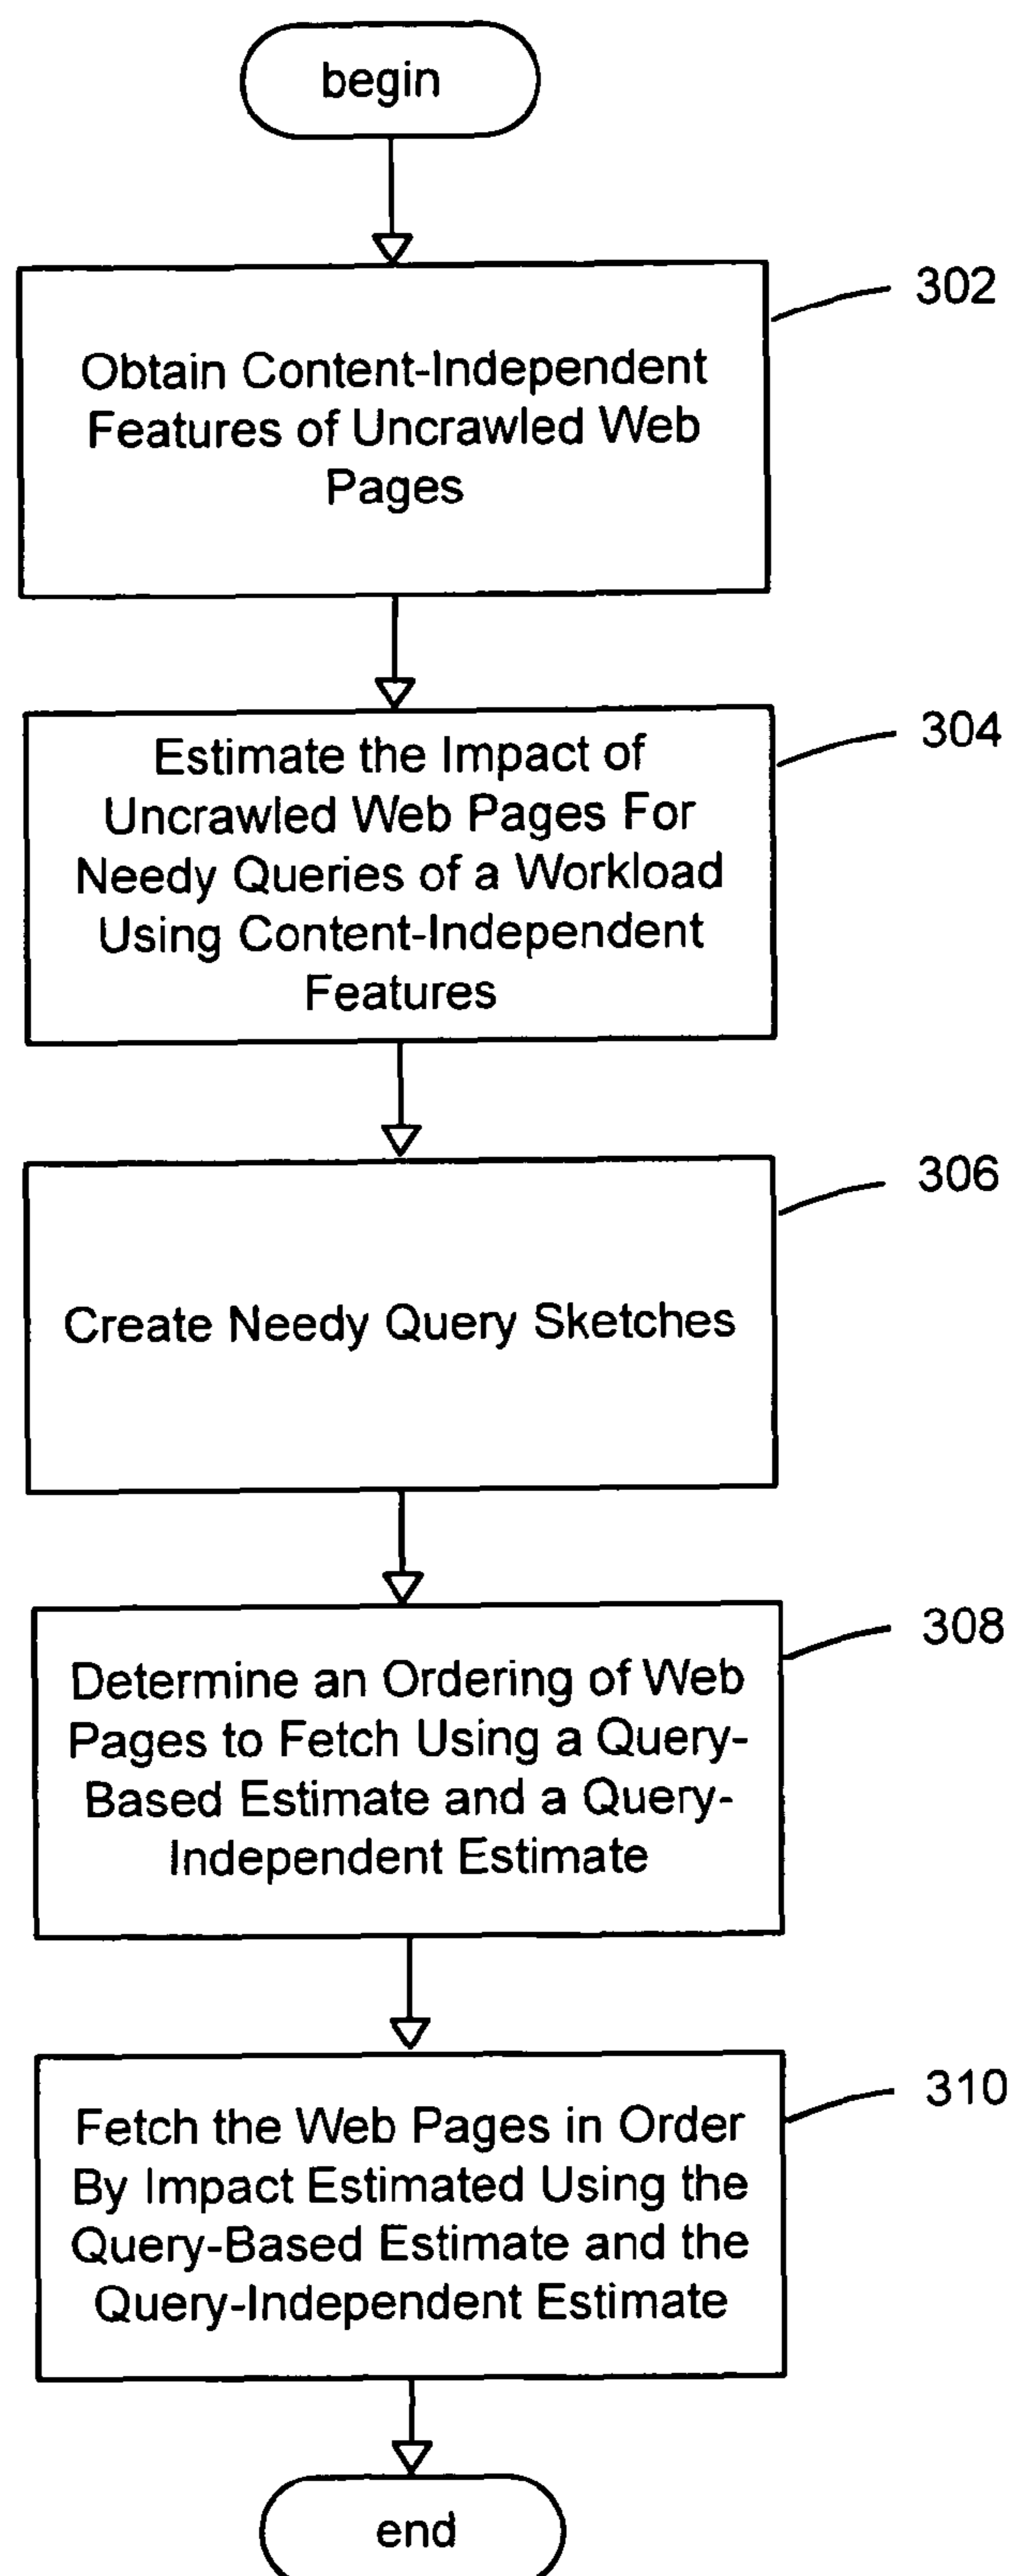 begin
302
Obtain Content-Independent
Features of Uncrawled Web
Pages
304
Estimate the Impact of
Uncrawled Web Pages For
Needy Queries of a Workload
Using Content-Independent
Features
306
Create Needy Query Sketches
308
Determine an Ordering of Web
Pages to Fetch Using a Query-
Based Estimate and a Query-
Independent Estimate
310
Fetch the Web Pages in Order
By Impact Estimated Using the
Query-Based Estimate and the
Query-Independent Estimate
end